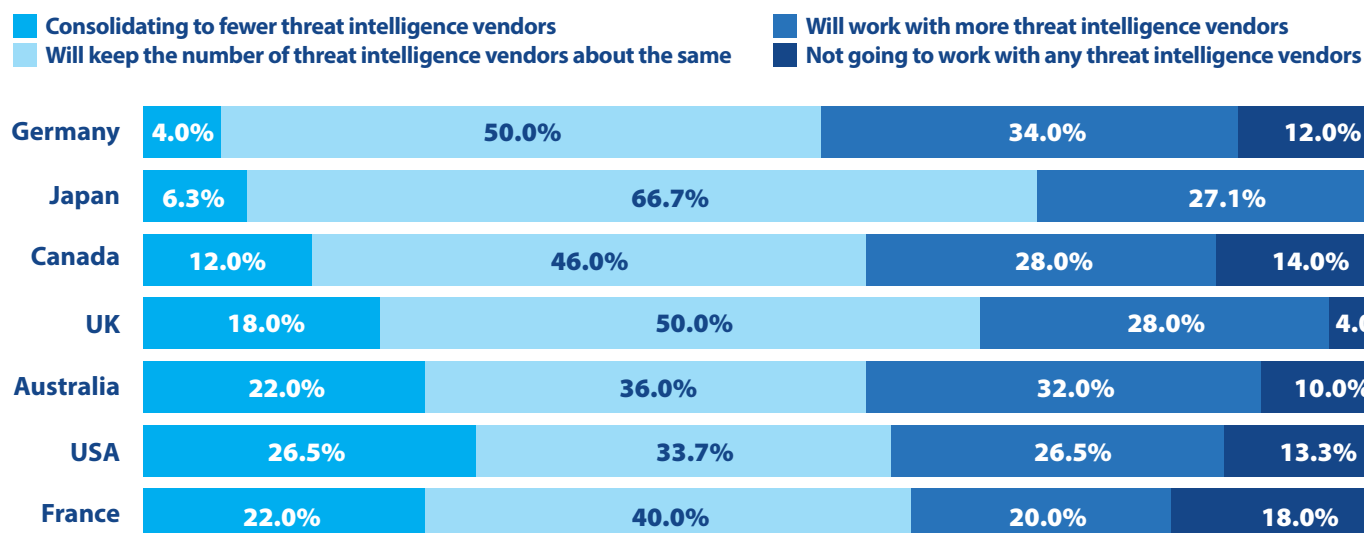 Consolidating to fewer threat intelligence vendors Will work with more threat intelligence vendors
Will keep the number of threat intelligence vendors about the same Not going to work with any threat intelligence vendors
Germany 4.0% 50.0% 34.0% 12.0%
Japan 6.3% 66.7% 27.1%
Canada 12.0% 46.0% 28.0% 14.0%
UK 18.0% 50.0% 28.0%
Australia 22.0% 36.0% 32.0% 10.0%
USA 26.5% 33.7% 26.5% 13.3%
France 22.0% 40.0% 20.0% 18.0%